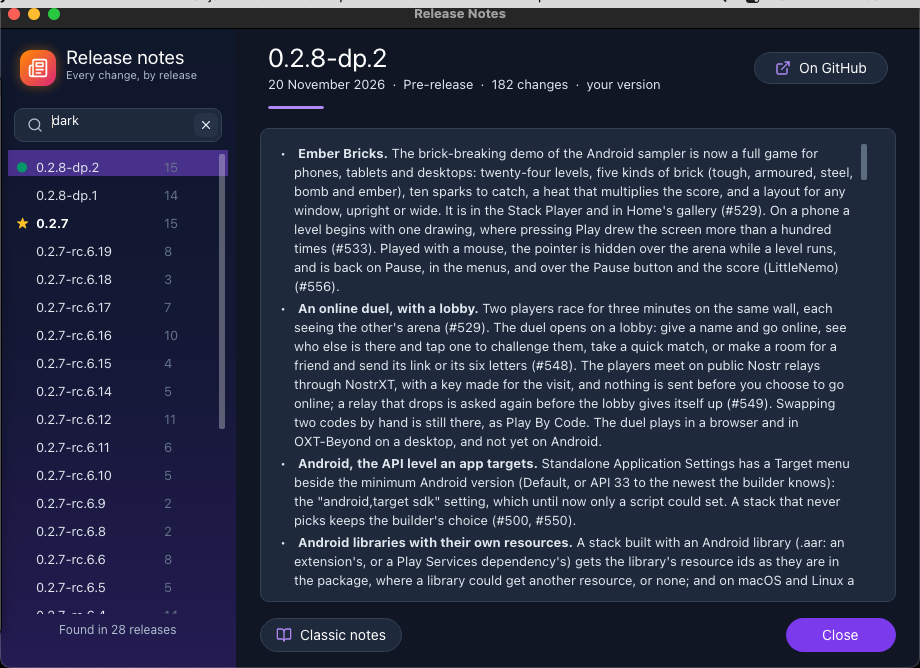 Release Notes
Release notes
Every change, by release
dark
0.2.8-dp.2 15
0.2.8-dp.1 14
0.2.7 15
0.2.7-rc.6.19 8
0.2.7-rc.6.18 3
0.2.7-rc.6.17 7
0.2.7-rc.6.16 10
0.2.7-rc.6.15 4
0.2.7-rc.6.14 5
0.2.7-rc.6.12 11
0.2.7-rc.6.11 6
0.2.7-rc.6.10 5
0.2.7-rc.6.9 2
0.2.7-rc.6.8 2
0.2.7-rc.6.6 8
0.2.7-rc.6.5 5
Found in 28 releases
0.2.8-dp.2
20 November 2026 · Pre-release · 182 changes · your version
On GitHub
• Ember Bricks. The brick-breaking demo of the Android sampler is now a full game for
phones, tablets and desktops: twenty-four levels, five kinds of brick (tough, armoured, steel,
bomb and ember), ten sparks to catch, a heat that multiplies the score, and a layout for any
window, upright or wide. It is in the Stack Player and in Home's gallery (#529). On a phone a
level begins with one drawing, where pressing Play drew the screen more than a hundred
times (#533). Played with a mouse, the pointer is hidden over the arena while a level runs,
and is back on Pause, in the menus, and over the Pause button and the score (LittleNemo)
(#556).
• An online duel, with a lobby. Two players race for three minutes on the same wall, each
seeing the other's arena (#529). The duel opens on a lobby: give a name and go online, see
who else is there and tap one to challenge them, take a quick match, or make a room for a
friend and send its link or its six letters (#548). The players meet on public Nostr relays
through NostrXT, with a key made for the visit, and nothing is sent before you choose to go
online; a relay that drops is asked again before the lobby gives itself up (#549). Swapping
two codes by hand is still there, as Play By Code. The duel plays in a browser and in
OXT-Beyond on a desktop, and not yet on Android.
• Android, the API level an app targets. Standalone Application Settings has a Target menu
beside the minimum Android version (Default, or API 33 to the newest the builder knows):
the "android,target sdk" setting, which until now only a script could set. A stack that never
picks keeps the builder's choice (#500, #550).
• Android libraries with their own resources. A stack built with an Android library (.aar: an
extension's, or a Play Services dependency's) gets the library's resource ids as they are in
the package, where a library could get another resource, or none; and on macOS and Linux a
Classic notes
Close